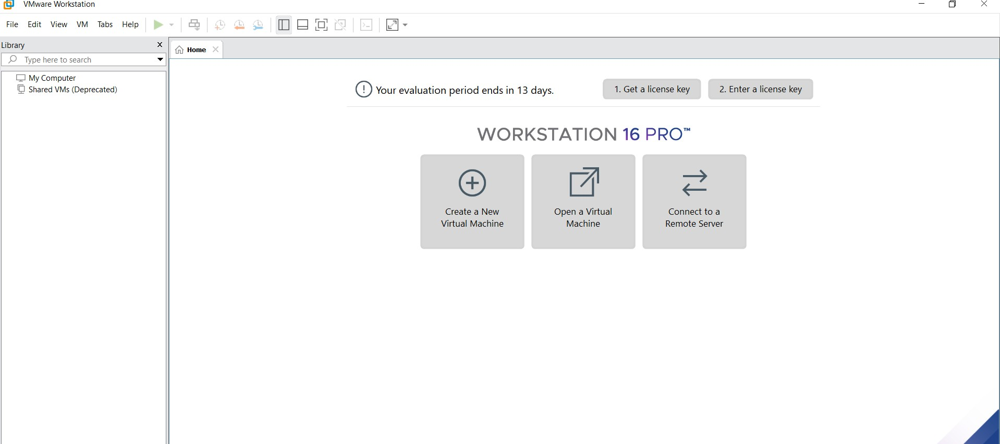 VMware Workstation
File Edit View VM Tabs Help
Library
Type here to search
My Computer
Shared VMs (Deprecated)
Home
Your evaluation period ends in 13 days.
1. Get a license key
2. Enter a license key
WORKSTATION 16 PRO™
Create a New
Virtual Machine
Open a Virtual
Machine
Connect to a
Remote Server